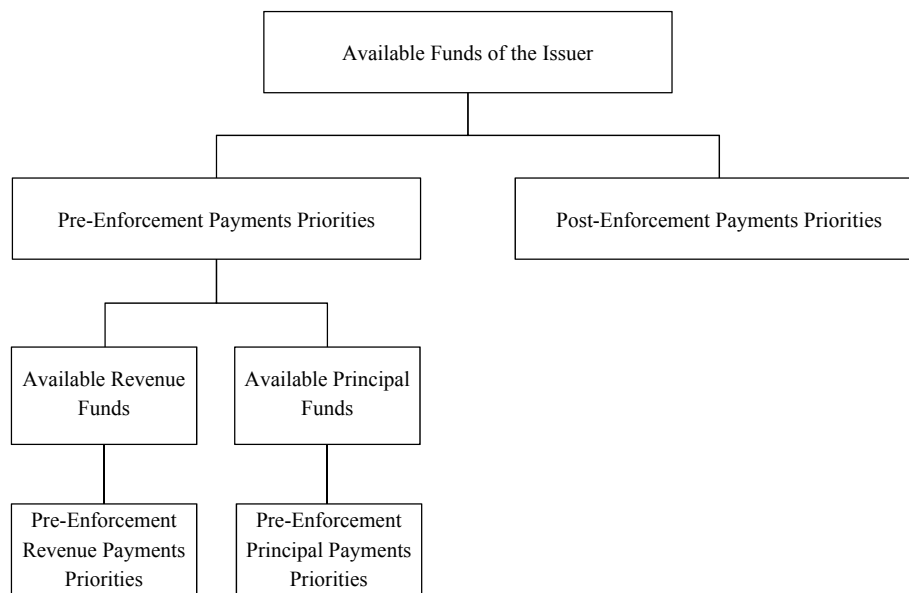 Available Funds of the Issuer
Pre-Enforcement Payments Priorities
Post-Enforcement Payments Priorities
Available Revenue
Funds
Available Principal
Funds
Pre-Enforcement
Revenue Payments
Priorities
Pre-Enforcement
Principal Payments
Priorities